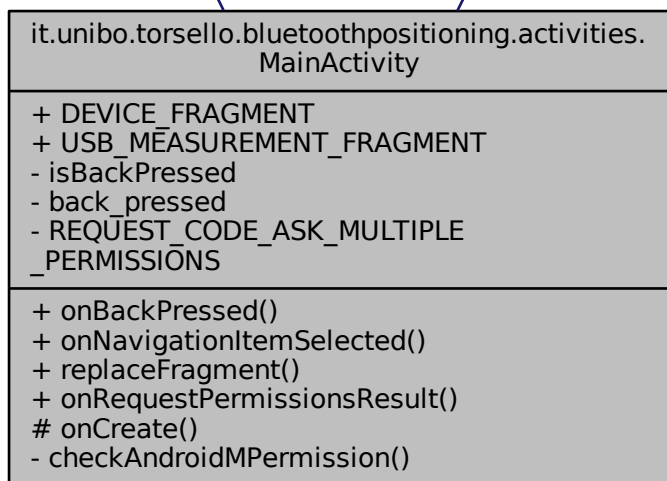 it.unibo.torsello.bluetoothpositioning.activities.
MainActivity
+ DEVICE_FRAGMENT
+ USB_MEASUREMENT_FRAGMENT
- isBackPressed
- back_pressed
- REQUEST_CODE_ASK_MULTIPLE
_PERMISSIONS
+ onBackPressed()
+ onNavigationItemSelected()
+ replaceFragment()
+ onRequestPermissionsResult()
# onCreate()
- checkAndroidMPermission()